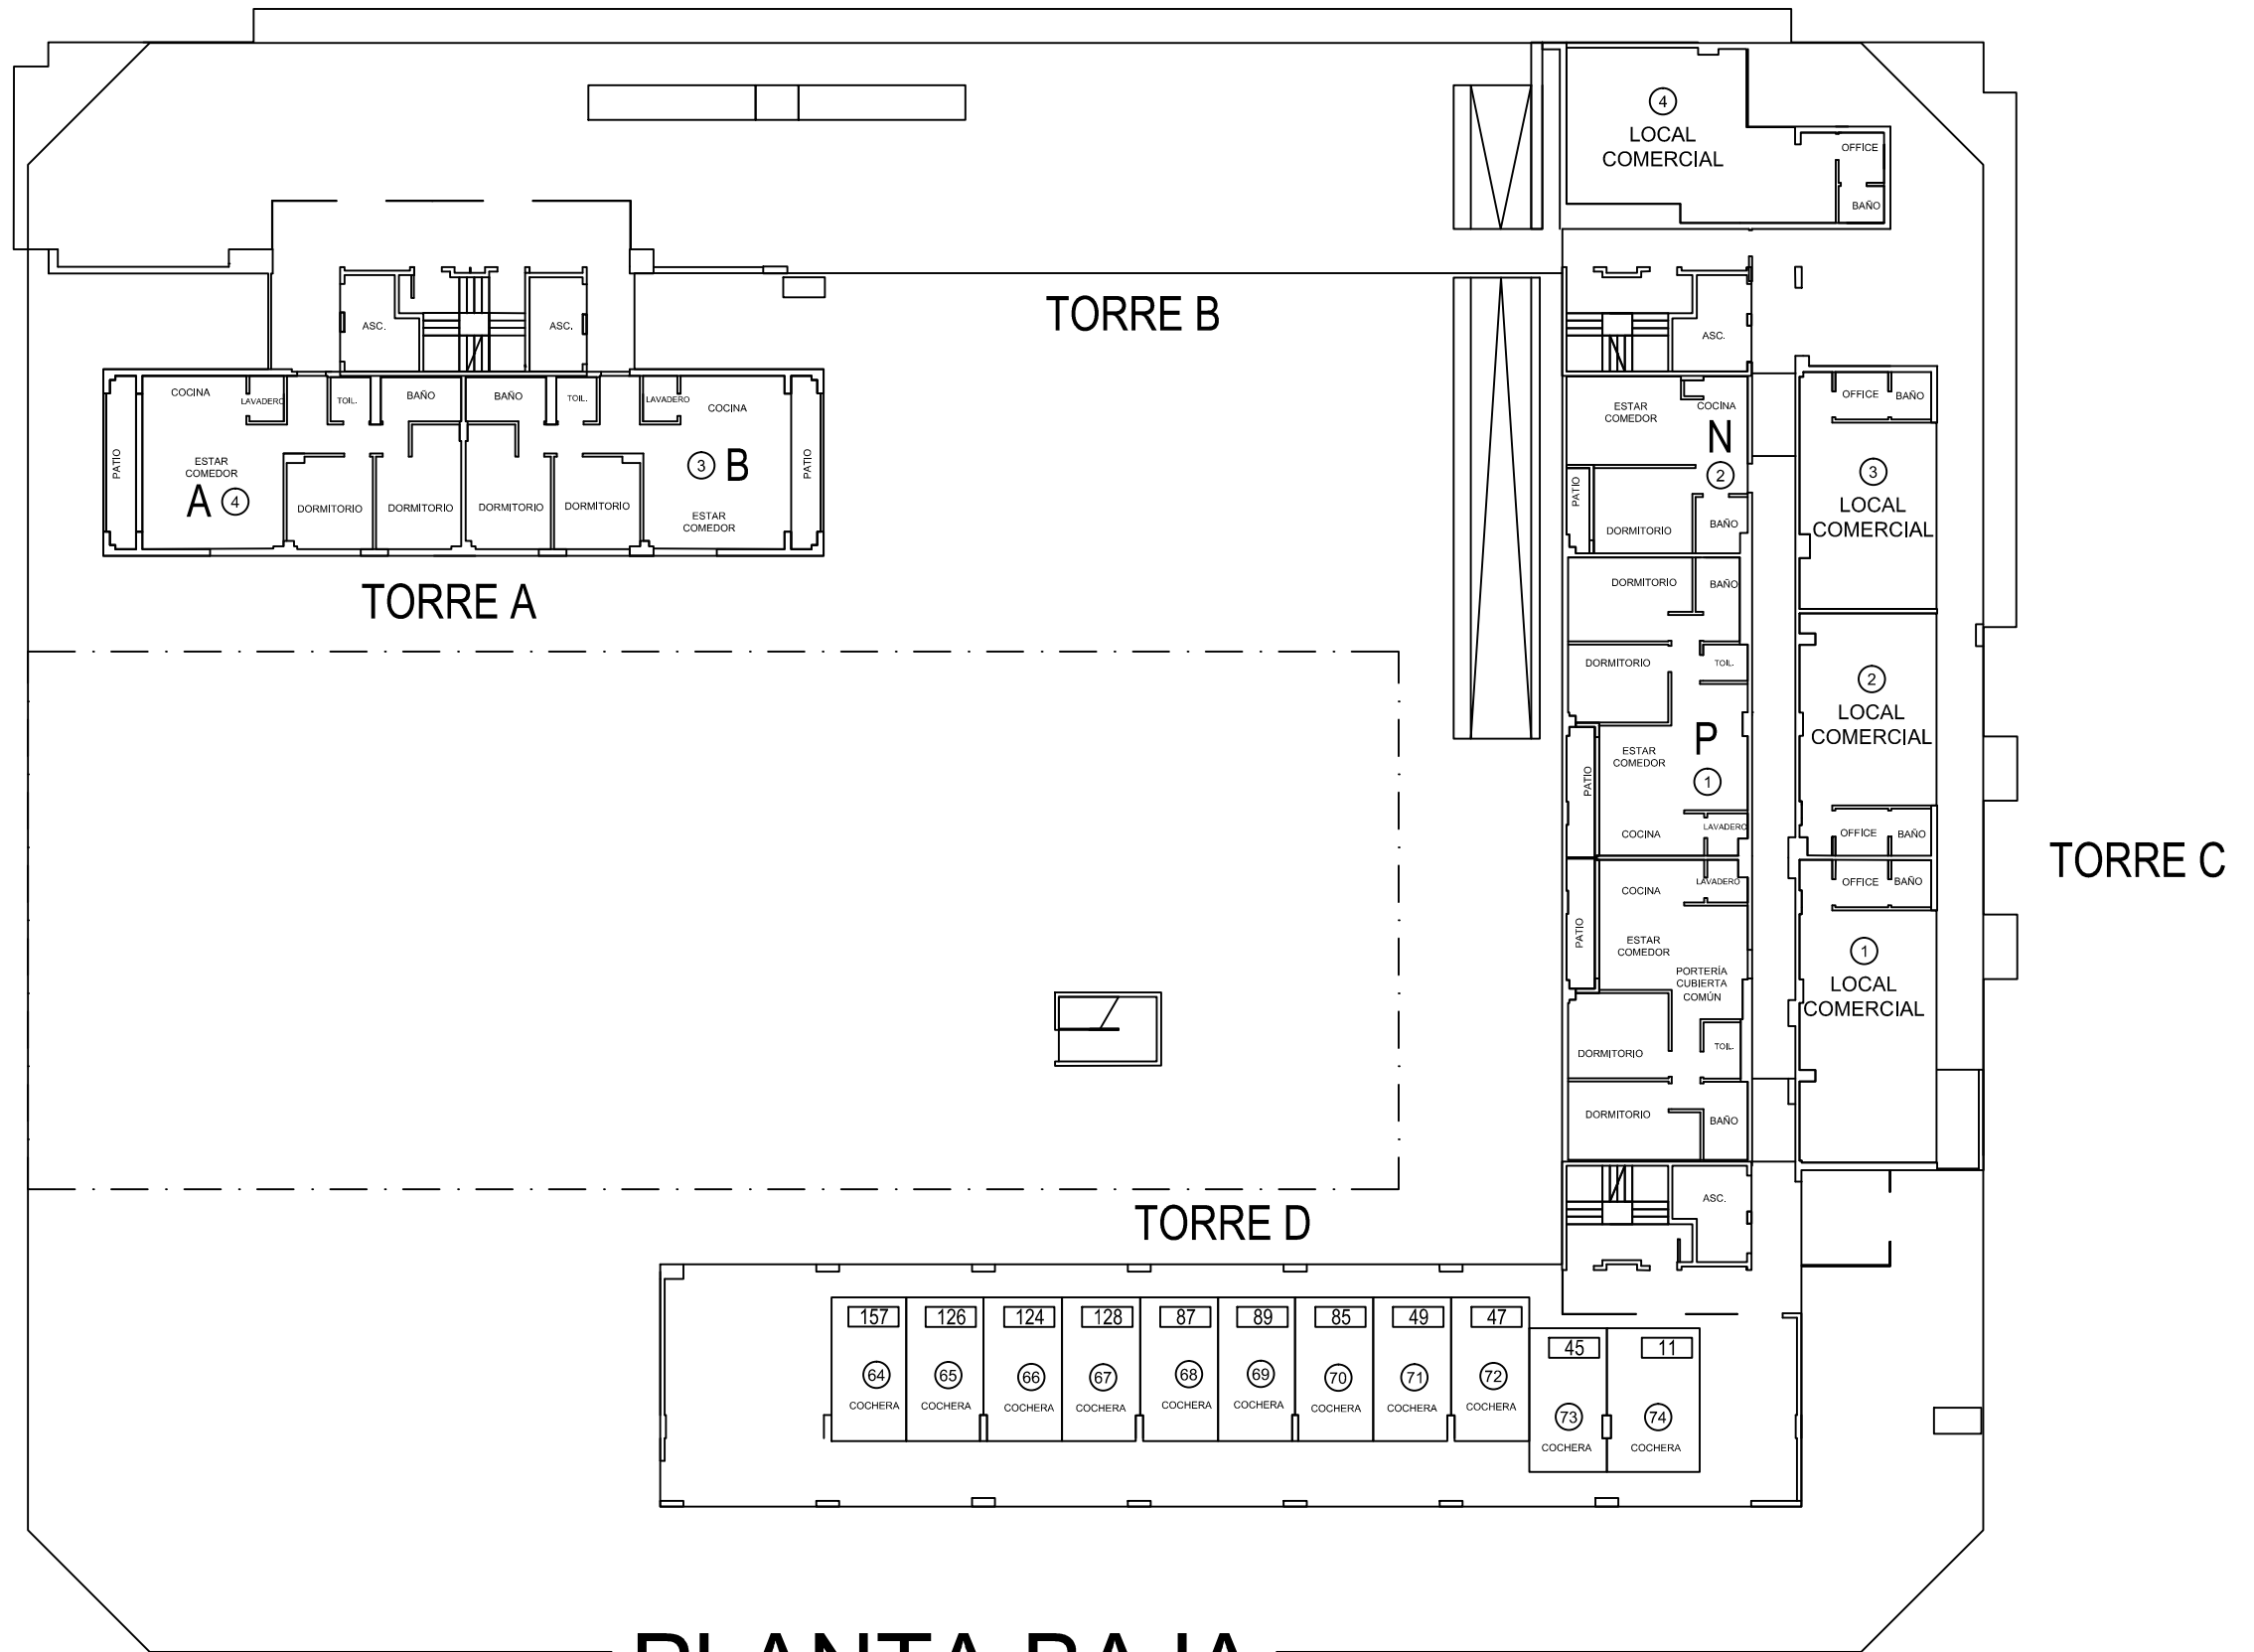 4
LOCAL
COMERCIAL
OFFICE
BAÑO
TORRE B
ASC.
ASC.
ASC.
COCINA
LAVADERO
TOIL.
BAÑO
BAÑO
TOIL.
LAVADERO
COCINA
PATIO
ESTAR
COMEDOR
A 4
DORMITORIO
DORMITORIO
DORMITORIO
DORMITORIO
3 B
ESTAR
COMEDOR
PATIO
TORRE A
ESTAR
COMEDOR
COCINA
N
2
PATIO
DORMITORIO
BAÑO
OFFICE
BAÑO
3
LOCAL
COMERCIAL
DORMITORIO
BAÑO
DORMITORIO
TOIL.
P
ESTAR
COMEDOR
1
PATIO
COCINA
LAVADERO
2
LOCAL
COMERCIAL
OFFICE
BAÑO
TORRE C
COCINA
LAVADERO
PATIO
ESTAR
COMEDOR
PORTERÍA
CUBIERTA
COMÚN
DORMITORIO
TOIL.
DORMITORIO
BAÑO
OFFICE
BAÑO
1
LOCAL
COMERCIAL
ASC.
TORRE D
157
64
COCHERA
126
65
COCHERA
124
66
COCHERA
128
67
COCHERA
87
68
COCHERA
89
69
COCHERA
85
70
COCHERA
49
71
COCHERA
47
72
COCHERA
45
73
COCHERA
11
74
COCHERA
PLANTA BAJA